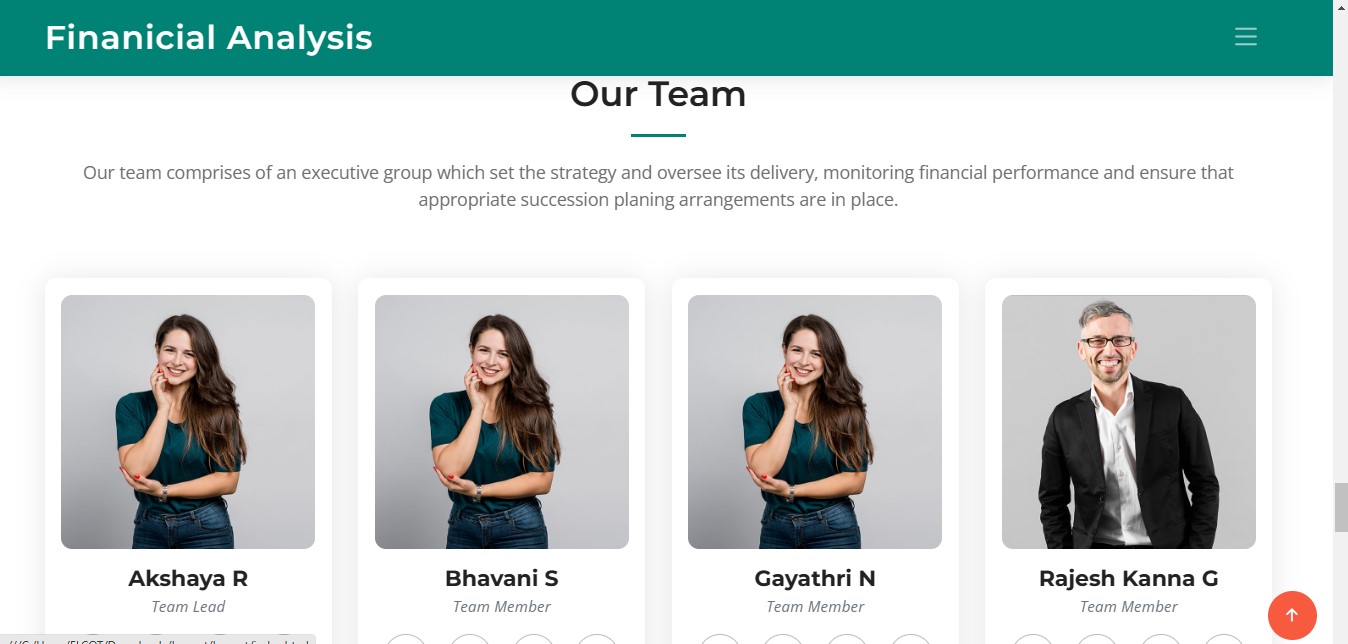 Finanicial Analysis
Our Team
Our team comprises of an executive group which set the strategy and oversee its delivery, monitoring financial performance and ensure that
appropriate succession planing arrangements are in place.
Akshaya R
Bhavani S
Gayathri N
Rajesh Kanna G
Team Lead
Team Member
Team Member
Team Member